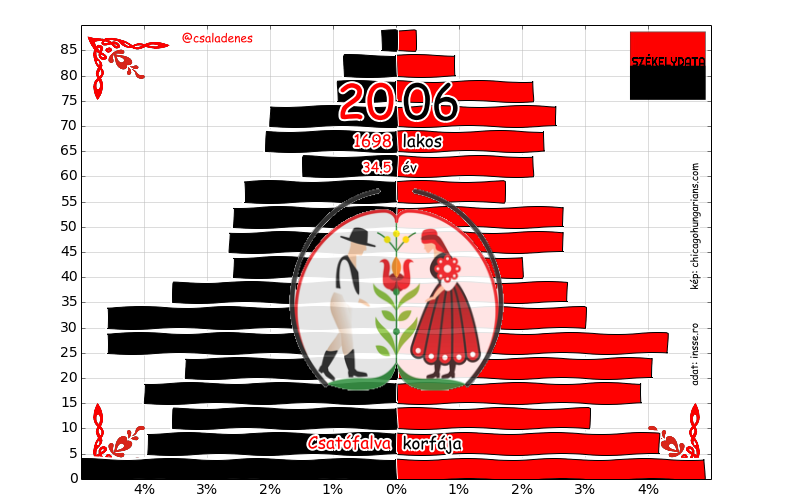 @csaladenes
SZÉKELYDATA
2006
1698 lakos
34.5 év
kép: chicagohungarians.com
adat: insse.ro
Csatófalva korfája
85
80
75
70
65
60
55
50
45
40
35
30
25
20
15
10
5
0
4% 3% 2% 1% 0% 1% 2% 3% 4%